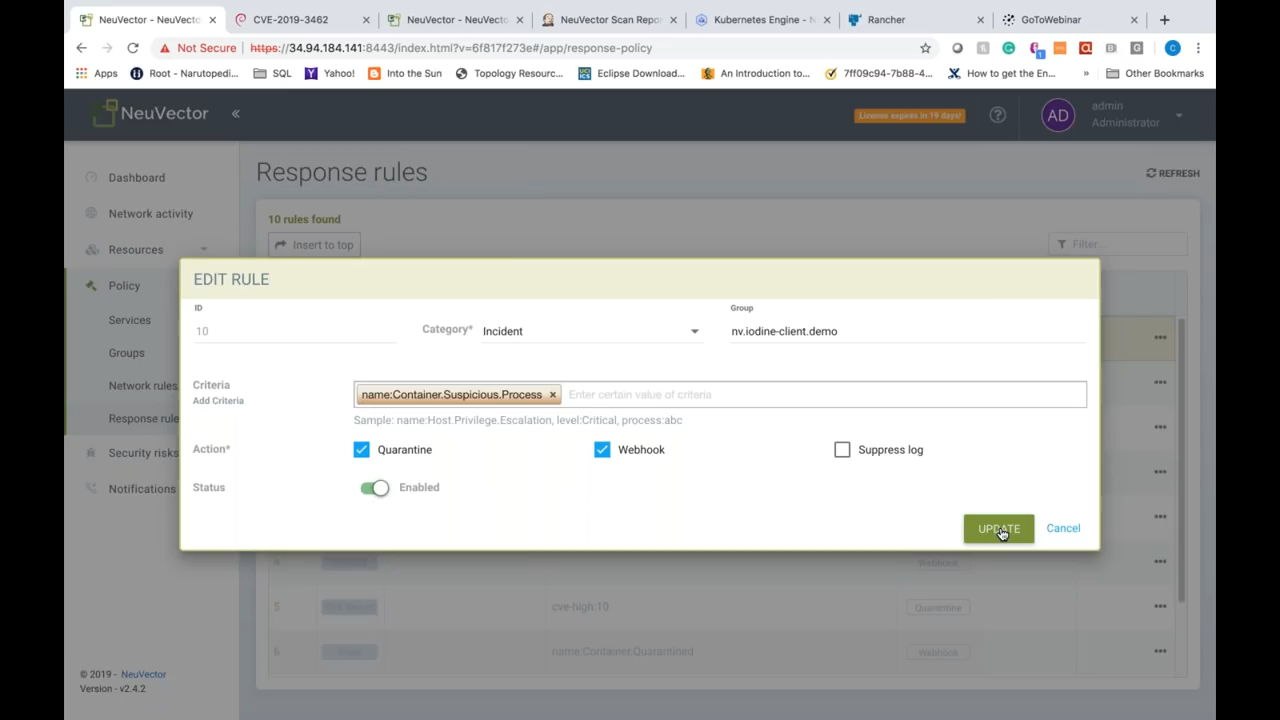 NeuVector - NeuVecto
CVE-2019-3462
NeuVector - NeuVecto
NeuVector Scan Repor
Kubernetes Engine - N
Rancher
GoToWebinar
Not Secure https://34.94.184.141:8443/index.html?v=6f817f273e#/app/response-policy
Apps
Root - Narutopedi...
SQL
Yahoo!
Into the Sun
Topology Resourc...
Eclipse Download...
An Introduction to...
7ff09c94-7b88-4...
How to get the En...
»
Other Bookmarks
NeuVector
«
License expires in 19 days!
AD
admin
Administrator
Dashboard
Network activity
Resources
Policy
Services
Groups
Network rules
Response rule
Security risks
Notifications
© 2019 - NeuVector
Version - v2.4.2
Response rules
REFRESH
10 rules found
Insert to top
Filter...
EDIT RULE
ID
10
Category*
Incident
Group
nv.iodine-client.demo
Criteria
Add Criteria
name:Container.Suspicious.Process ×
Enter certain value of criteria
Sample: name:Host.Privilege.Escalation, level:Critical, process:abc
Action*
Quarantine
Webhook
Suppress log
Status
Enabled
UPDATE
Cancel
Webhook
5
cve-high:10
Quarantine
6
name:Container.Quarantined
Webhook